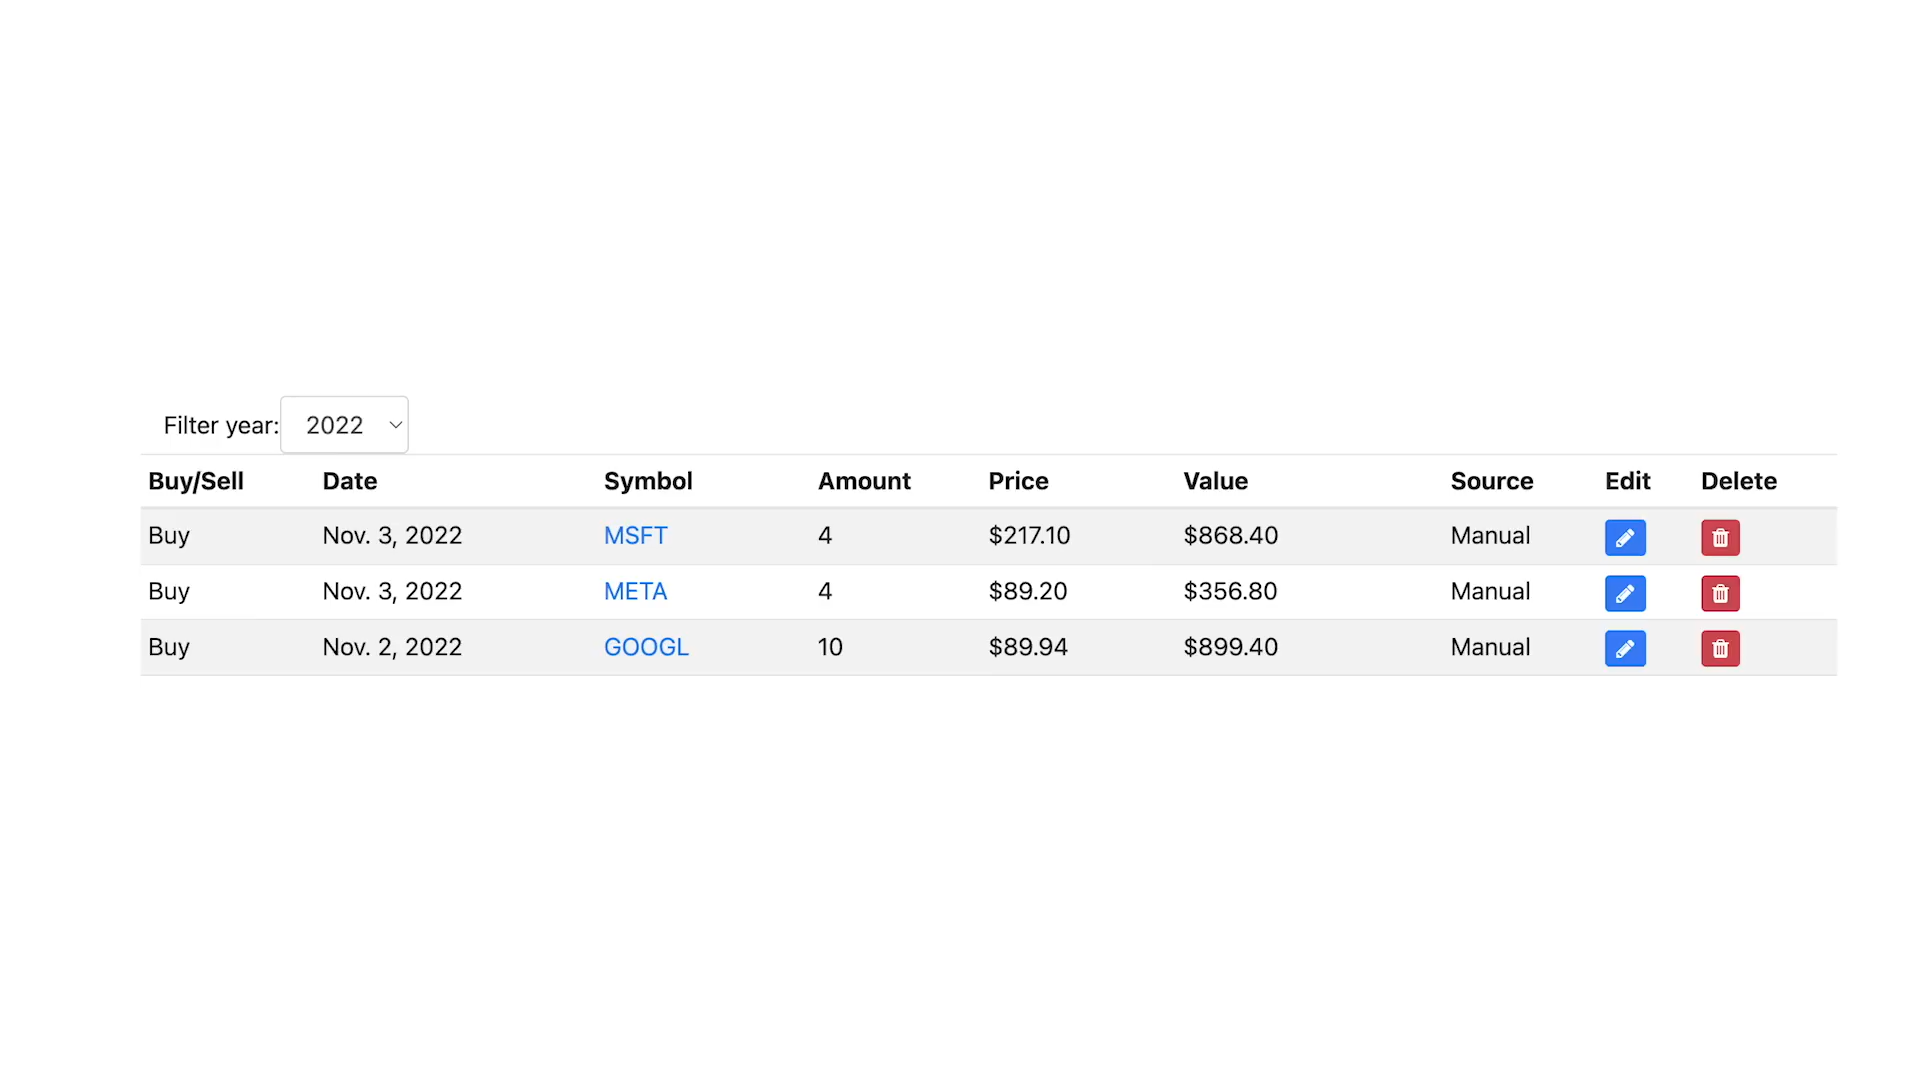 Filter year: 2022
Buy/Sell Date Symbol Amount Price Value Source Edit Delete
Buy Nov. 3, 2022 MSFT 4 $217.10 $868.40 Manual
Buy Nov. 3, 2022 META 4 $89.20 $356.80 Manual
Buy Nov. 2, 2022 GOOGL 10 $89.94 $899.40 Manual